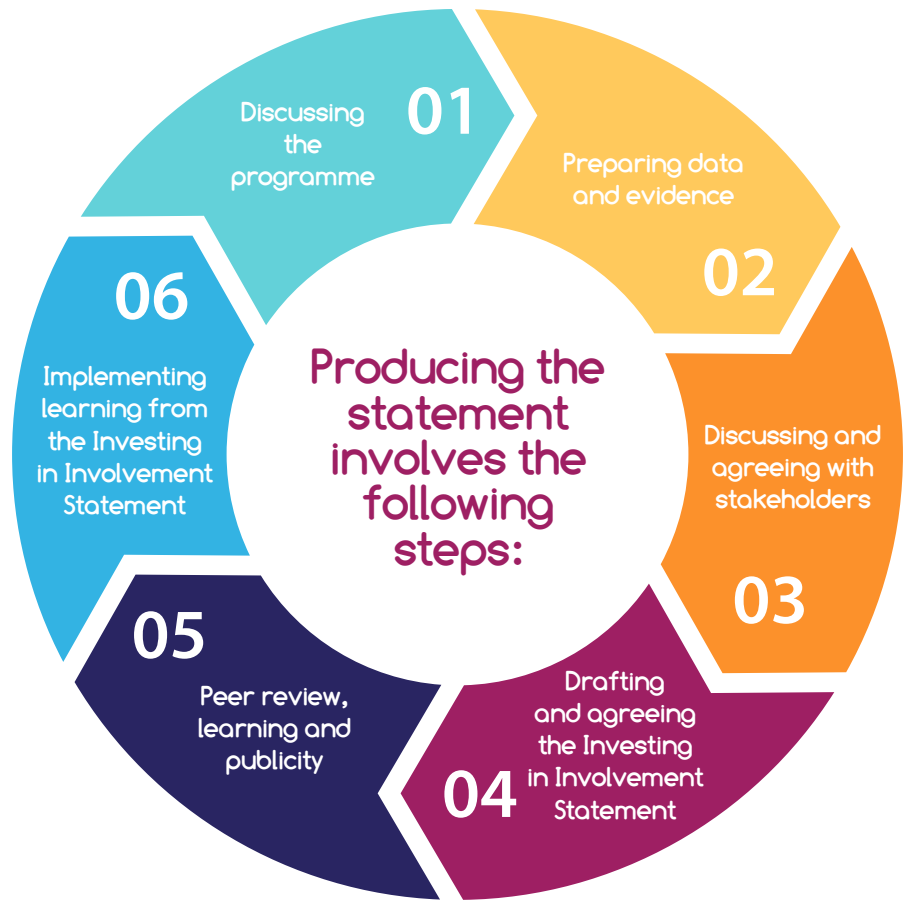 Producing the
statement
involves the
following
steps:
01
Discussing
the
programme
Preparing data
and evidence
02
Discussing and
agreeing with
stakeholders
03
Drafting
and agreeing
the Investing
in Involvement
Statement
04
05
Peer review,
learning and
publicity
06
Implementing
learning from
the Investing
in Involvement
Statement